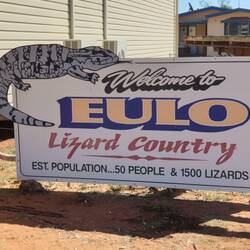 Welcome to
EULO
Lizard Country
EST. POPULATION...50 PEOPLE & 1500 LIZARDS